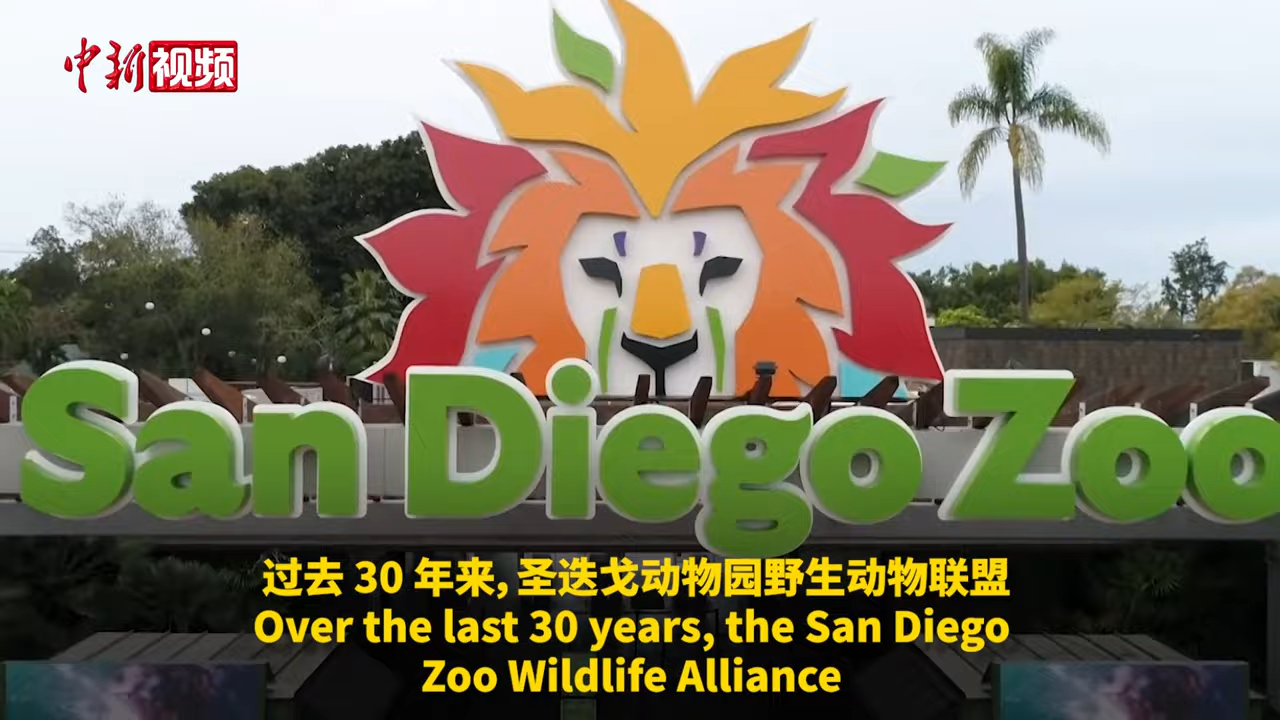 中新视频
San Diego Zoo
过去 30 年来, 圣迭戈动物园野生动物联盟
Over the last 30 years, the San Diego
Zoo Wildlife Alliance